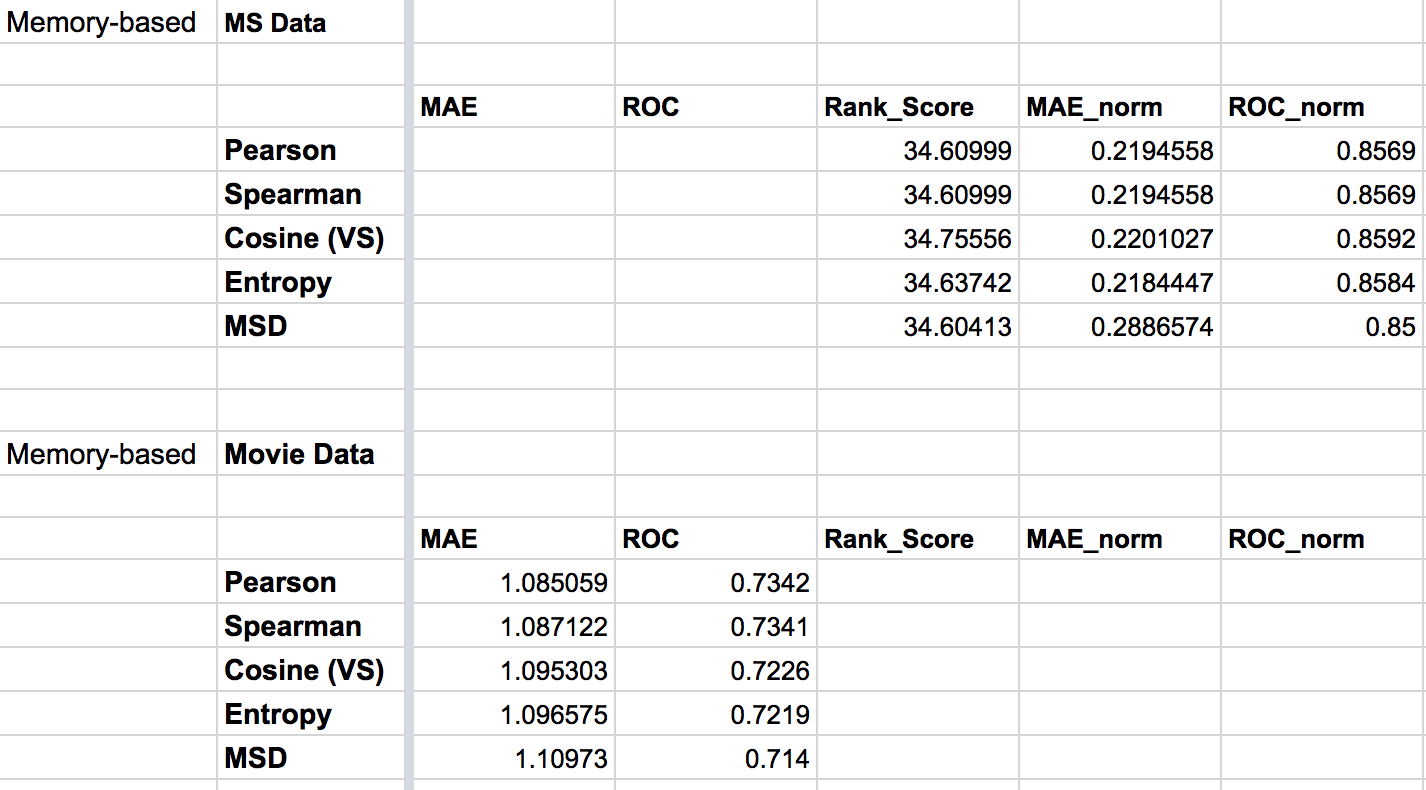 Memory-based MS Data
MAE ROC Rank_Score MAE_norm ROC_norm
Pearson 34.60999 0.2194558 0.8569
Spearman 34.60999 0.2194558 0.8569
Cosine (VS) 34.75556 0.2201027 0.8592
Entropy 34.63742 0.2184447 0.8584
MSD 34.60413 0.2886574 0.85
Memory-based Movie Data
MAE ROC Rank_Score MAE_norm ROC_norm
Pearson 1.085059 0.7342
Spearman 1.087122 0.7341
Cosine (VS) 1.095303 0.7226
Entropy 1.096575 0.7219
MSD 1.10973 0.714